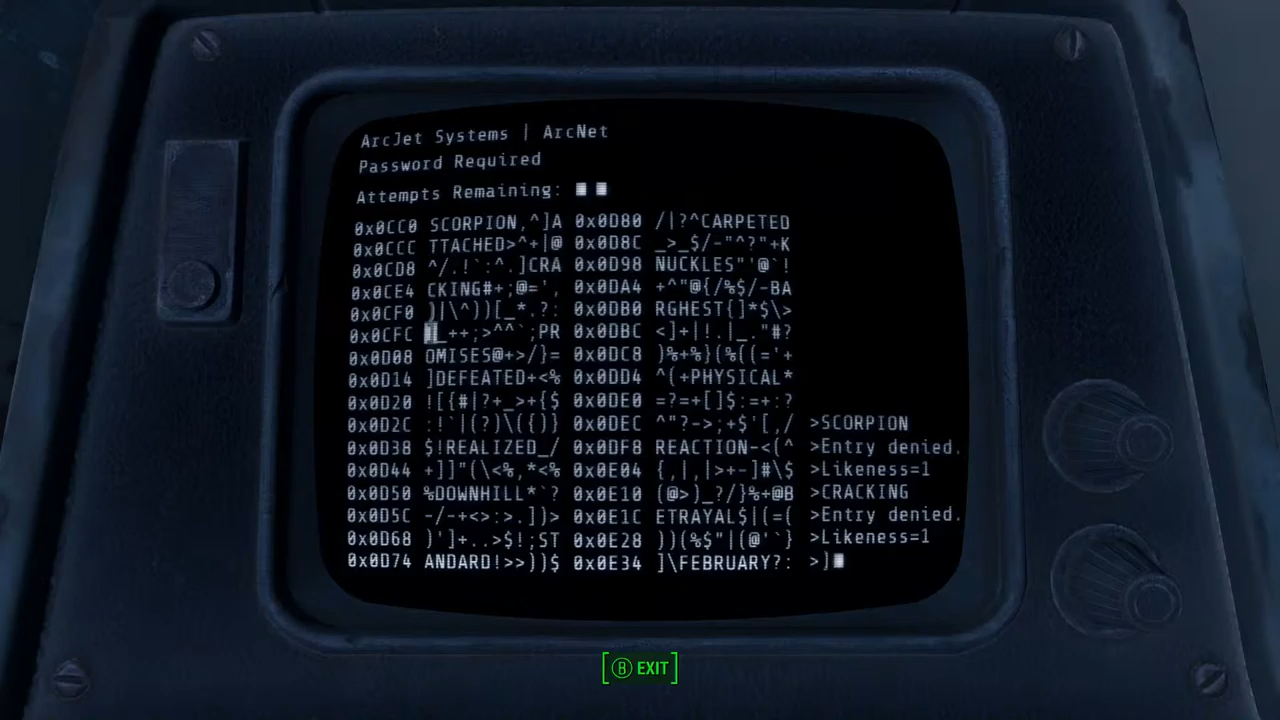 ArcJet Systems | ArcNet
Password Required
Attempts Remaining: ■ ■
0x0CC0 SCORPION,^]A 0x0D80 /|?^CARPETED
0x0CCC TTACHED>^+|@ 0x0D8C _>_$/-"^?"+K
0x0CD8 ^/.!`:^.]CRA 0x0D98 NUCKLES"'@`!
0x0CE4 CKING#+;@=', 0x0DA4 +^"@{/%$/-BA
0x0CF0 )|\^))[_*.?: 0x0DB0 RGHEST{]*$\>
0x0CFC _++;>^^`;PR 0x0DBC <]+|!.|_."#?
0x0D08 OMISES@+>/}= 0x0DC8 )%+%}(%[(='+
0x0D14 ]DEFEATED+<% 0x0DD4 ^(+PHYSICAL*
0x0D20 ![{#|?+_>+{$ 0x0DE0 =?=+[]$:=+:?
0x0D2C :!`|(?)\({)} 0x0DEC ^"?->;+$'[,/ >SCORPION
0x0D38 $!REALIZED_/ 0x0DF8 REACTION-<(^ >Entry denied.
0x0D44 +]]"(\<%,*<% 0x0E04 {,|,|>+-]#\$ >Likeness=1
0x0D50 %DOWNHILL*`? 0x0E10 (@>)_?/}%+@B >CRACKING
0x0D5C -/-+<>:>.])> 0x0E1C ETRAYAL$|(=( >Entry denied.
0x0D68 )']+..>$!;ST 0x0E28 ))(%$"|(@'`} >Likeness=1
0x0D74 ANDARD!>>))$ 0x0E34 ]\FEBRUARY?: >]■
[Ⓑ EXIT]